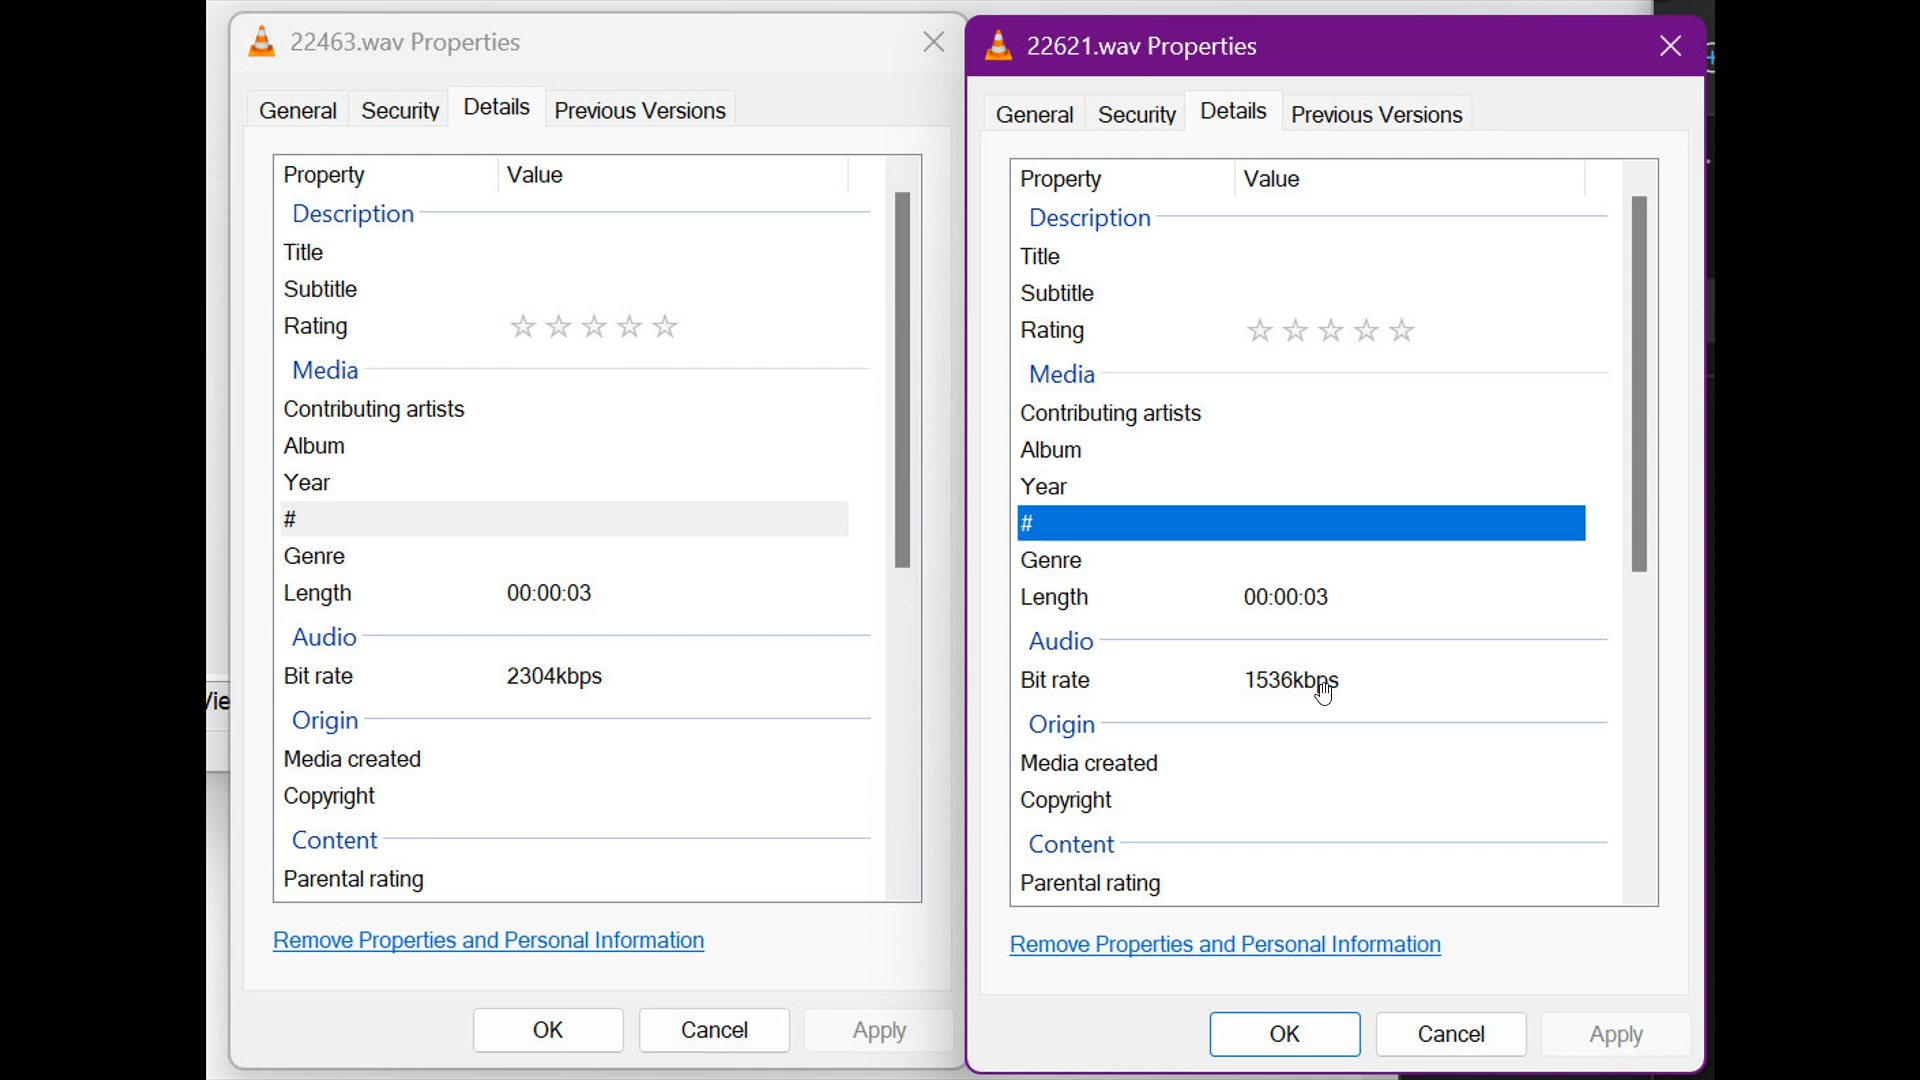 22463.wav Properties
General Security Details Previous Versions
Property Value
Description
Title
Subtitle
Rating
Media
Contributing artists
Album
Year
#
Genre
Length 00:00:03
Audio
Bit rate 2304kbps
Origin
Media created
Copyright
Content
Parental rating
Remove Properties and Personal Information
OK Cancel Apply
22621.wav Properties
General Security Details Previous Versions
Property Value
Description
Title
Subtitle
Rating
Media
Contributing artists
Album
Year
#
Genre
Length 00:00:03
Audio
Bit rate 1536kbps
Origin
Media created
Copyright
Content
Parental rating
Remove Properties and Personal Information
OK Cancel Apply